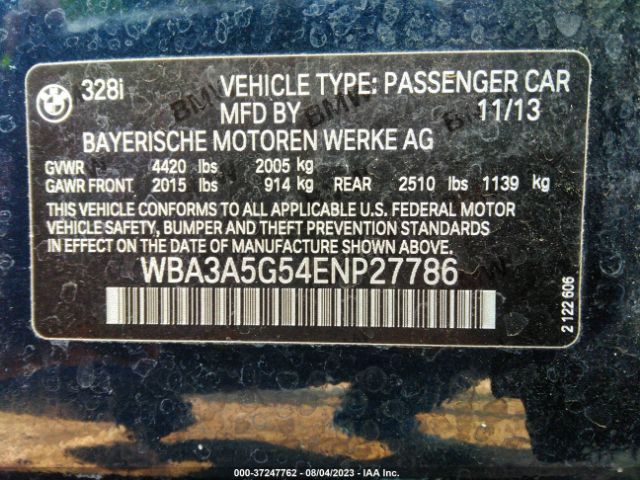 328i VEHICLE TYPE: PASSENGER CAR
MFD BY 11/13
BAYERISCHE MOTOREN WERKE AG
GVWR 4420 lbs 2005 kg
GAWR FRONT 2015 lbs 914 kg REAR 2510 lbs 1139 kg
THIS VEHICLE CONFORMS TO ALL APPLICABLE U.S. FEDERAL MOTOR
VEHICLE SAFETY, BUMPER AND THEFT PREVENTION STANDARDS
IN EFFECT ON THE DATE OF MANUFACTURE SHOWN ABOVE.
WBA3A5G54ENP27786
2 122 606
000-37247762 - 08/04/2023 - IAA Inc.